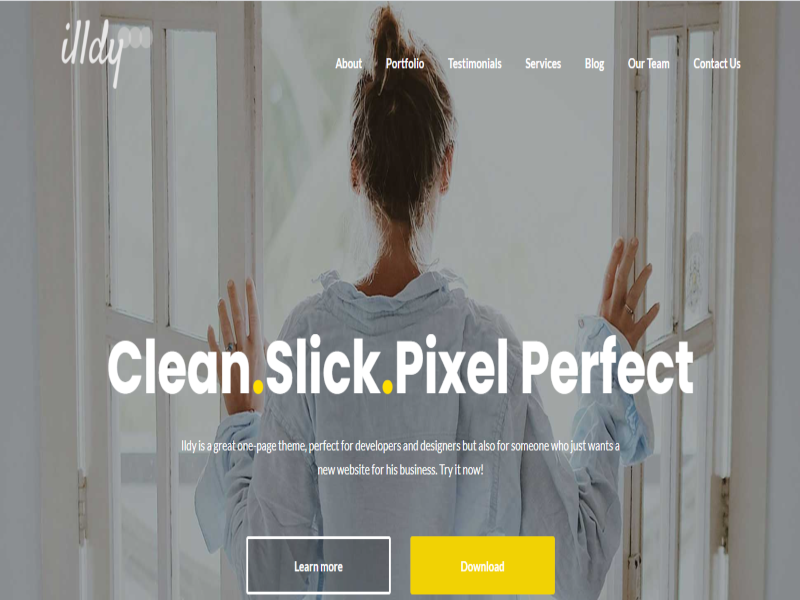 illdy
About Portfolio Testimonials Services Blog Our Team Contact Us
Clean.Slick.Pixel Perfect
lldy is a great one-page theme, perfect for developers and designers but also for someone who just wants a
new website for his business. Try it now!
Learn more Download